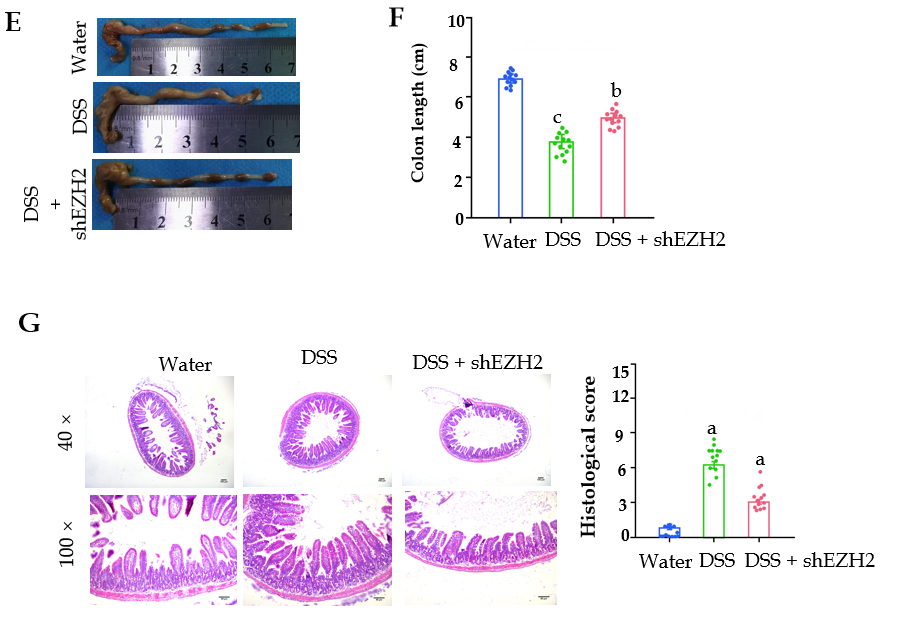 E
Water
1 2 3 4 5 6 7
DSS
1 2 3 4 5 6 7
DSS
+
shEZH2
1 2 3 4 5 6
F
Colon length (cm)
10
8
6
4
2
0
c
b
Water DSS DSS + shEZH2
G
Water DSS DSS + shEZH2
40 ×
100 ×
Histological score
15
12
9
6
3
0
a
a
Water DSS DSS + shEZH2